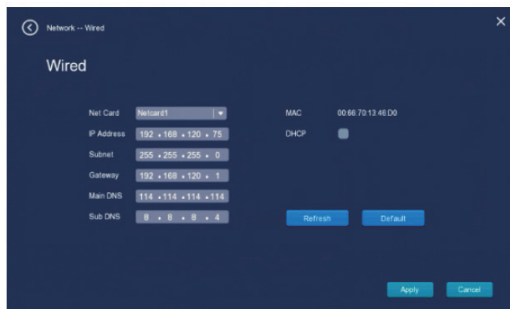 Network -- Wired
Wired
Net Card Netcard1
MAC 00:66:70:13:46:D0
IP Address 192 . 168 . 120 . 75
DHCP
Subnet 255 . 255 . 255 . 0
Gateway 192 . 168 . 120 . 1
Main DNS 114 . 114 . 114 . 114
Sub DNS 8 . 8 . 8 . 4
Refresh Default
Apply Cancel